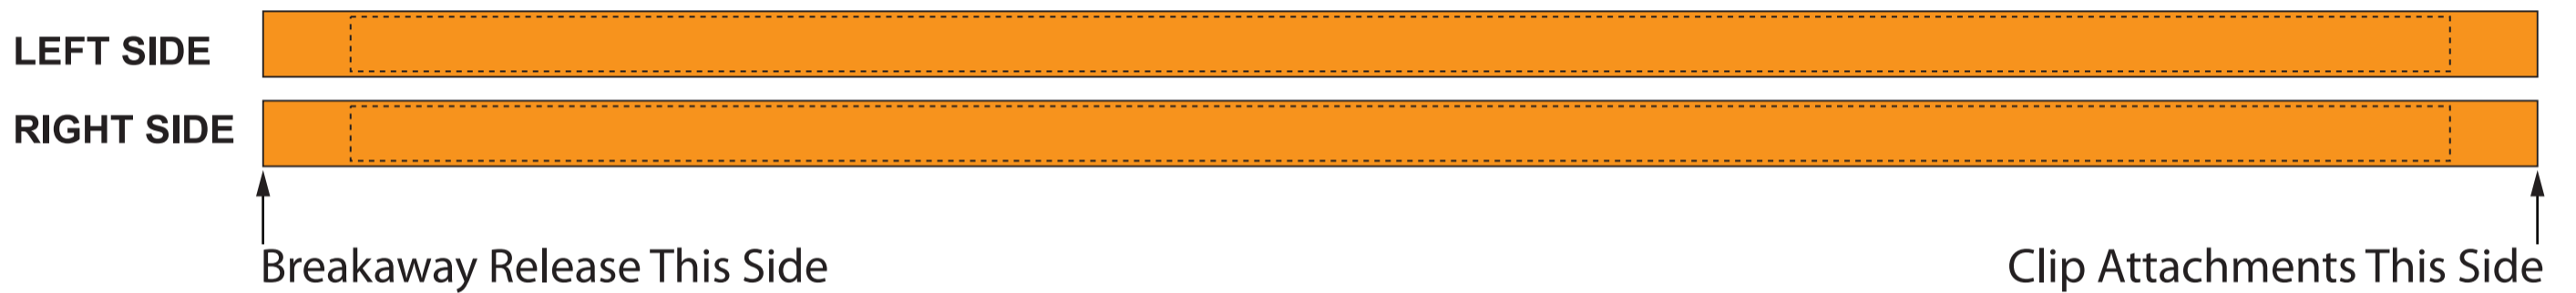 LEFT SIDE
RIGHT SIDE
Breakaway Release This Side
Clip Attachments This Side